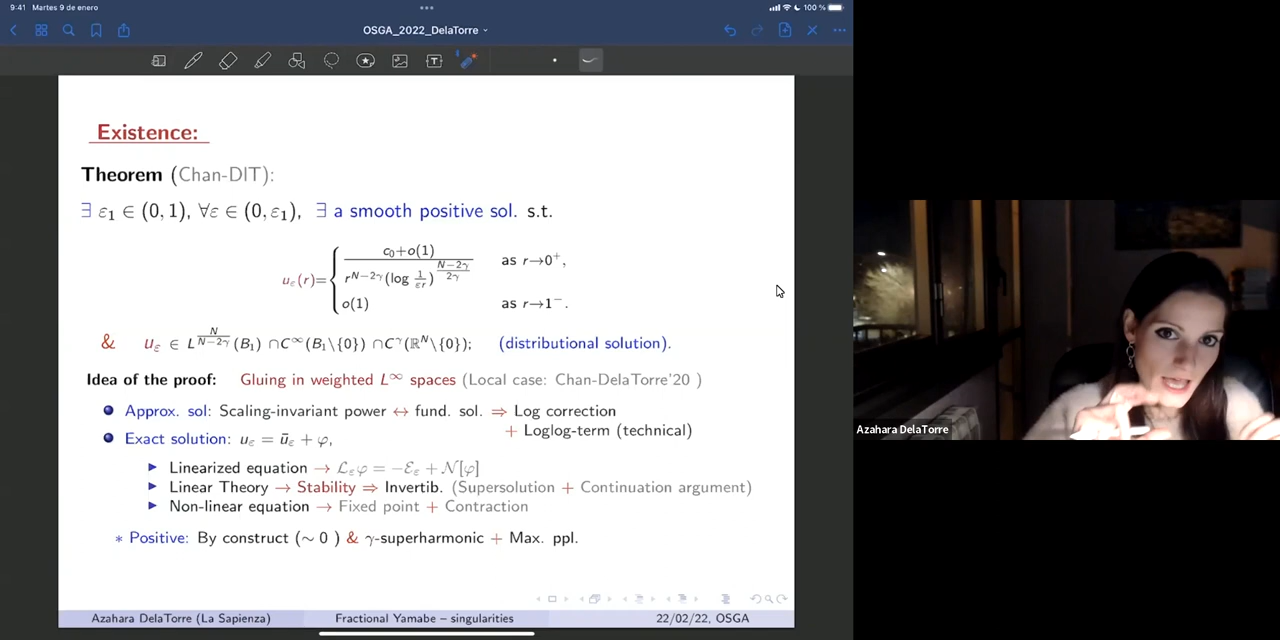 9:41 Martes 9 de enero
100 %
OSGA_2022_DelaTorre
Existence:
Theorem (Chan-DIT):
∃ ε₁ ∈ (0, 1), ∀ε ∈ (0, ε₁), ∃ a smooth positive sol. s.t.
u_ε(r)= { (c₀+o(1)) / (r^{N−2γ}(log 1/(εr))^{(N−2γ)/(2γ)}) as r→0⁺,
o(1) as r→1⁻.
& u_ε ∈ L^{N/(N−2γ)}(B₁) ∩C^∞(B₁\{0}) ∩C^γ(ℝ^N\{0}); (distributional solution).
Idea of the proof: Gluing in weighted L^∞ spaces (Local case: Chan-DelaTorre'20 )
Approx. sol: Scaling-invariant power ↔ fund. sol. ⇒ Log correction
+ Loglog-term (technical)
Exact solution: u_ε = ū_ε + φ,
Linearized equation → ℒ_ε φ = −ℰ_ε + 𝒩[φ]
Linear Theory → Stability ⇒ Invertib. (Supersolution + Continuation argument)
Non-linear equation → Fixed point + Contraction
* Positive: By construct (∼ 0 ) & γ-superharmonic + Max. ppl.
Azahara DelaTorre (La Sapienza) Fractional Yamabe – singularities 22/02/22, OSGA
Azahara DelaTorre